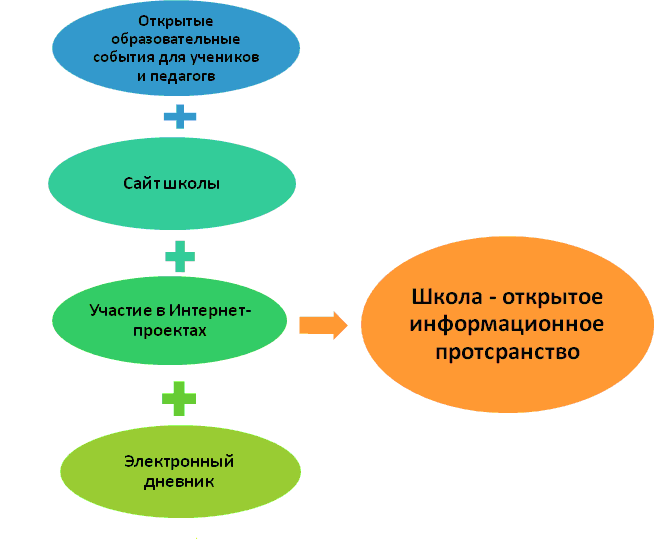 Открытые
образовательные
события для учеников
и педагогв
Сайт школы
Участие в Интернет-
проектах
Школа - открытое
информационное
протсранство
Электронный
дневник